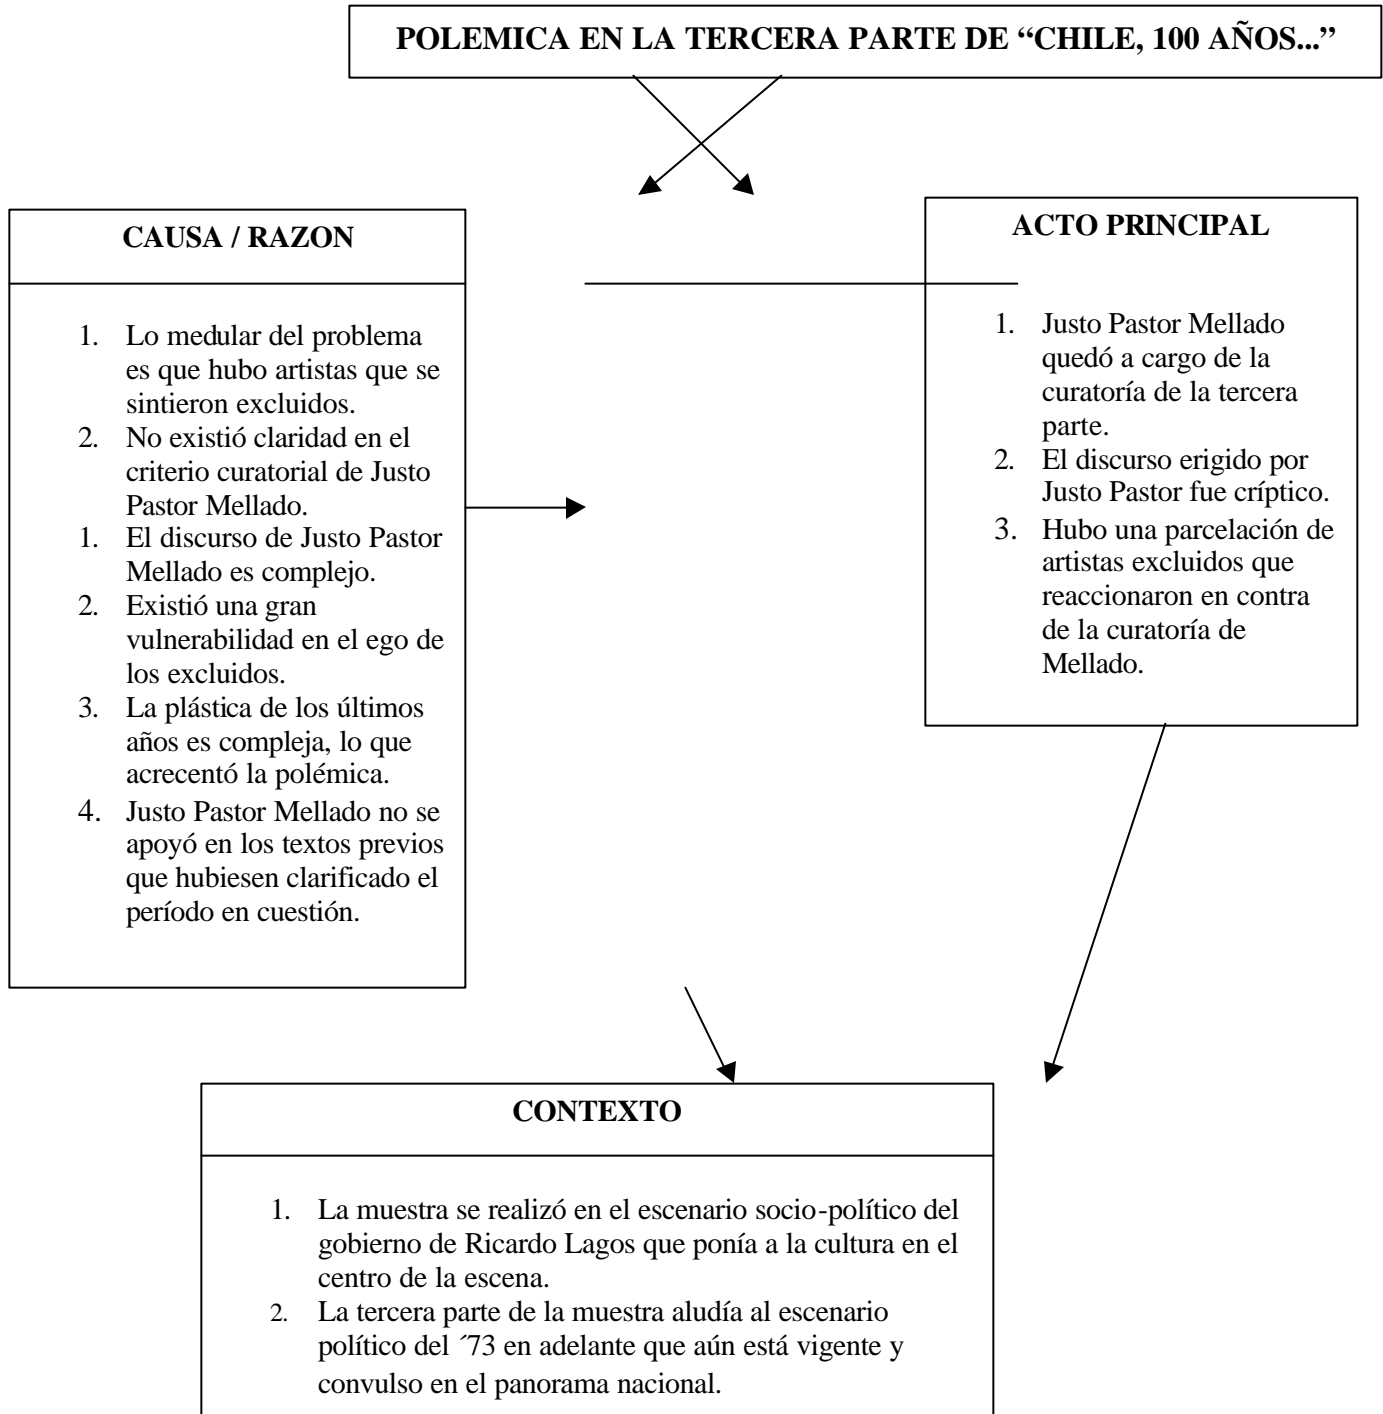 POLEMICA EN LA TERCERA PARTE DE “CHILE, 100 AÑOS...”
CAUSA / RAZON
1. Lo medular del problema
es que hubo artistas que se
sintieron excluidos.
2. No existió claridad en el
criterio curatorial de Justo
Pastor Mellado.
1. El discurso de Justo Pastor
Mellado es complejo.
2. Existió una gran
vulnerabilidad en el ego de
los excluidos.
3. La plástica de los últimos
años es compleja, lo que
acrecentó la polémica.
4. Justo Pastor Mellado no se
apoyó en los textos previos
que hubiesen clarificado el
período en cuestión.
ACTO PRINCIPAL
1. Justo Pastor Mellado
quedó a cargo de la
curatoría de la tercera
parte.
2. El discurso erigido por
Justo Pastor fue críptico.
3. Hubo una parcelación de
artistas excluidos que
reaccionaron en contra
de la curatoría de
Mellado.
CONTEXTO
1. La muestra se realizó en el escenario socio-político del
gobierno de Ricardo Lagos que ponía a la cultura en el
centro de la escena.
2. La tercera parte de la muestra aludía al escenario
político del ´73 en adelante que aún está vigente y
convulso en el panorama nacional.